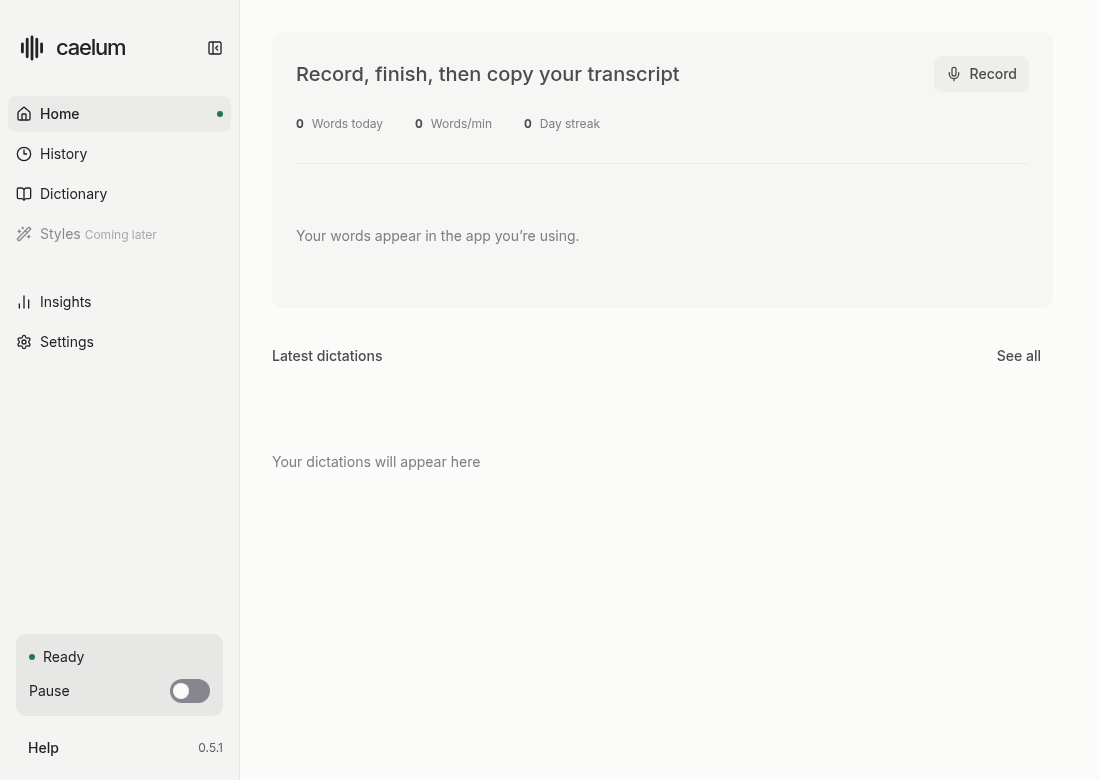 caelum
Home
History
Dictionary
Styles Coming later
Insights
Settings
Ready
Pause
Help 0.5.1
Record, finish, then copy your transcript
Record
0 Words today 0 Words/min 0 Day streak
Your words appear in the app you’re using.
Latest dictations See all
Your dictations will appear here